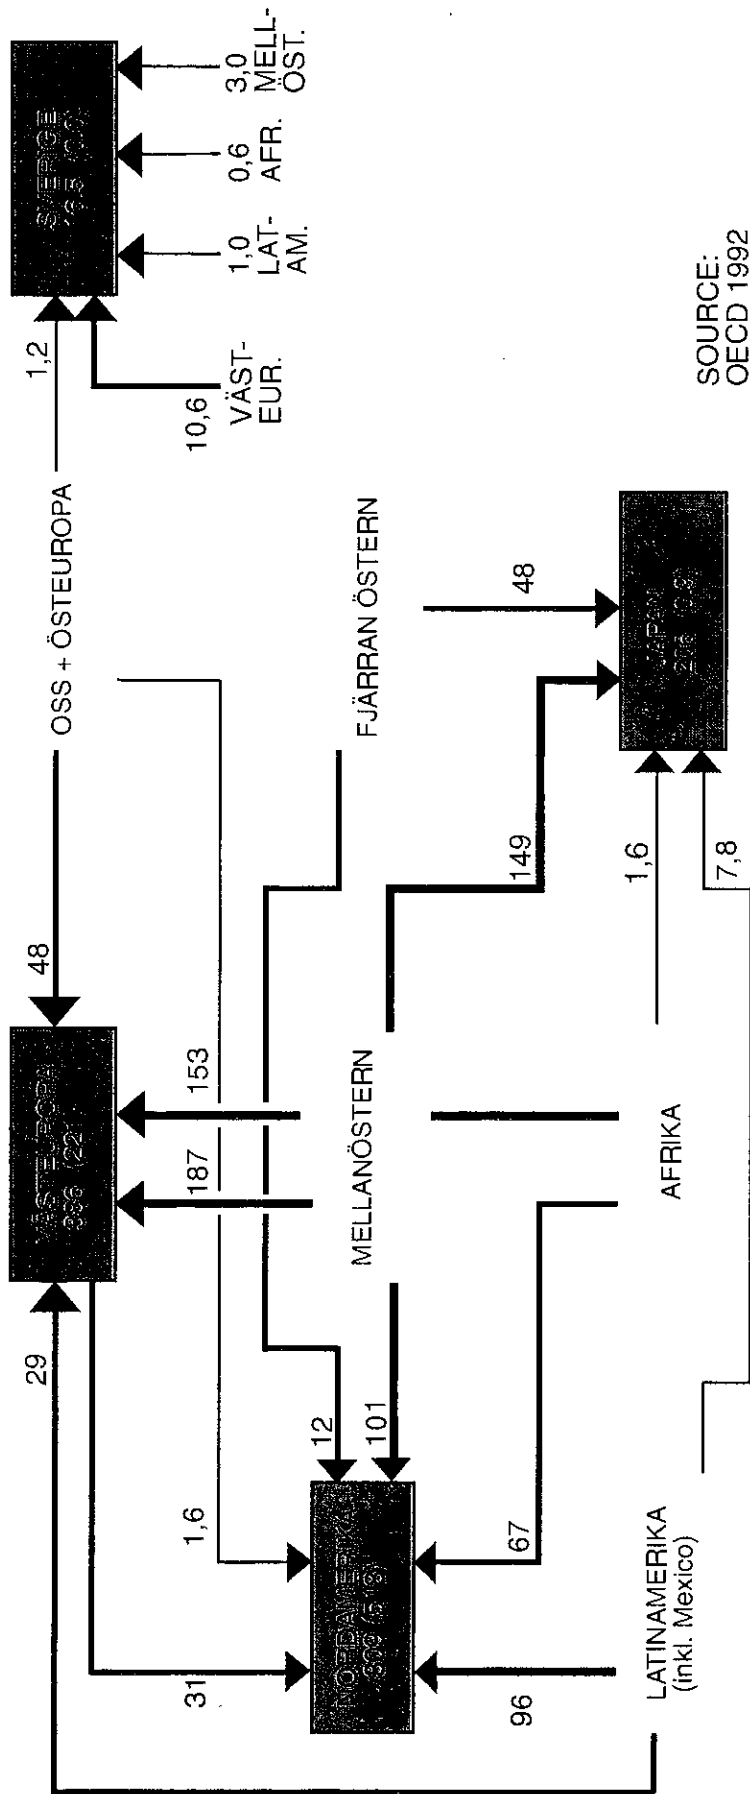 29
VÄSTEUROPA
48
OSS + ÖSTEUROPA
1,2
SVERIGE
31
1,6
187
153
10,6
VÄST-
EUR.
1,0
LAT-
AM.
0,6
AFR.
3,0
MELL-
ÖST.
NORDAMERIKA
12
101
MELLANÖSTERN
FJÄRRAN ÖSTERN
149
48
96
67
1,6
JAPAN
LATINAMERIKA
(inkl. Mexico)
AFRIKA
7,8
SOURCE:
OECD 1992